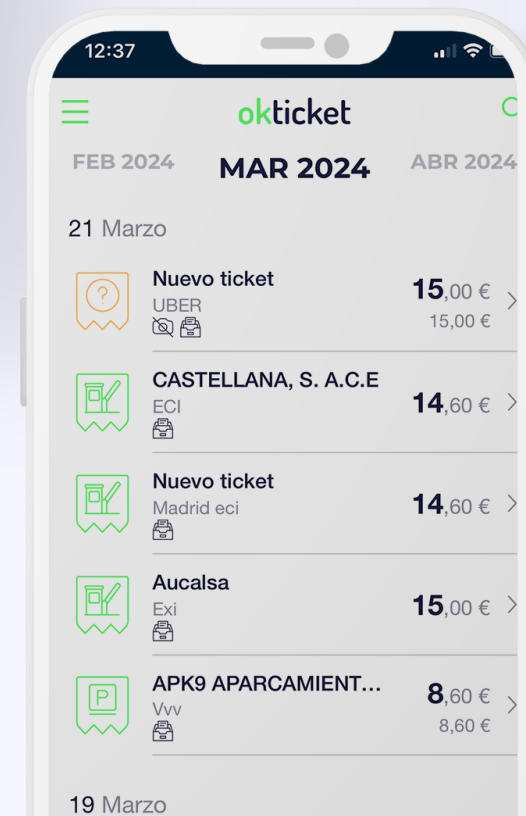 12:37
okticket
FEB 2024 MAR 2024 ABR 2024
21 Marzo
Nuevo ticket 15,00 €
UBER 15,00 €
CASTELLANA, S. A.C.E
ECI 14,60 €
Nuevo ticket
Madrid eci 14,60 €
Aucalsa
Exi 15,00 €
APK9 APARCAMIENT... 8,60 €
Vvv 8,60 €
19 Marzo